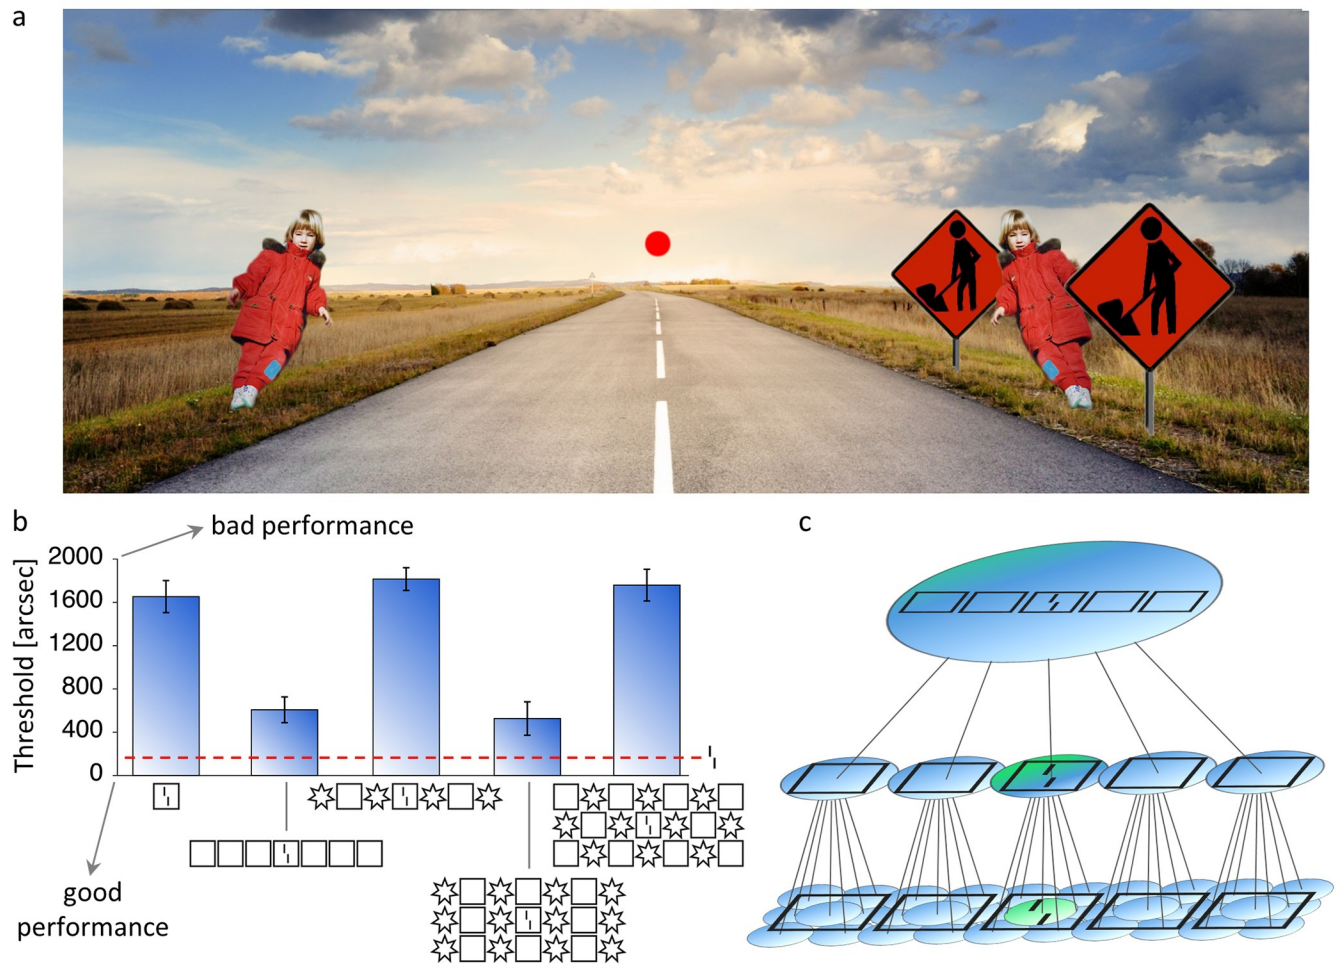 a
b
bad performance
c
Threshold [arcsec]
2000
1600
1200
800
400
0
good
performance